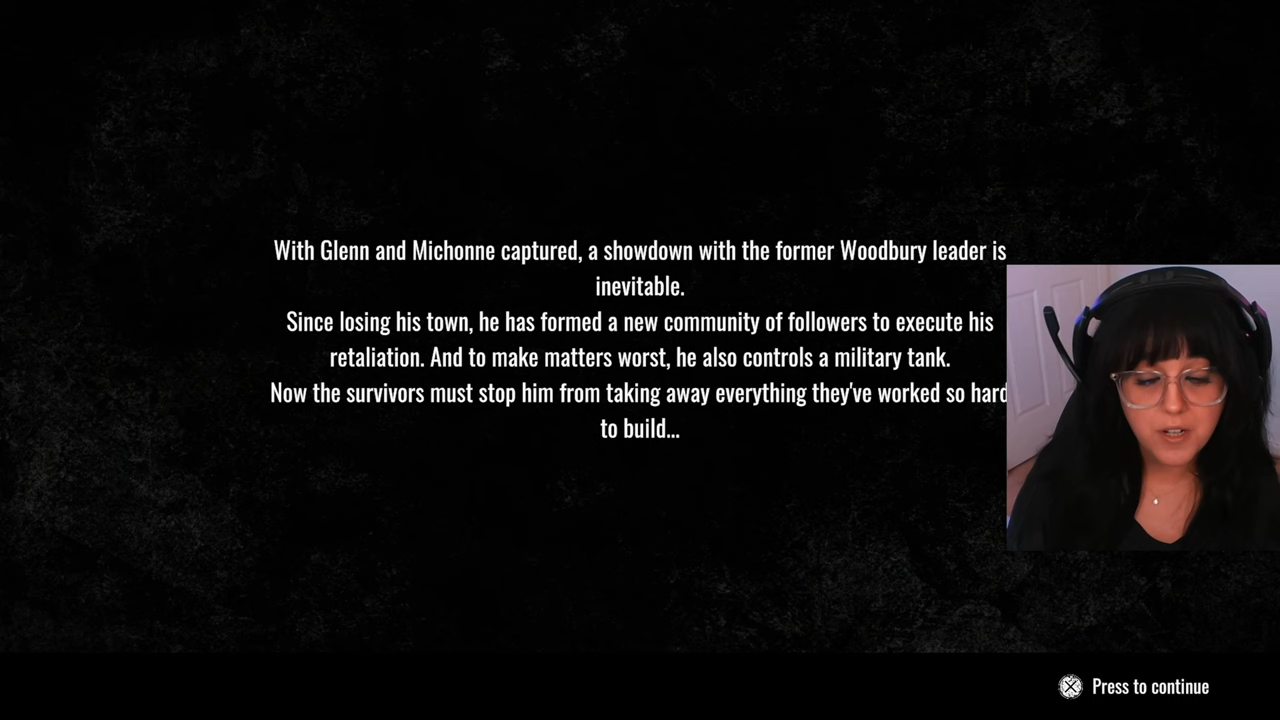 With Glenn and Michonne captured, a showdown with the former Woodbury leader is
inevitable.
Since losing his town, he has formed a new community of followers to execute his
retaliation. And to make matters worst, he also controls a military tank.
Now the survivors must stop him from taking away everything they've worked so hard
to build...
Press to continue